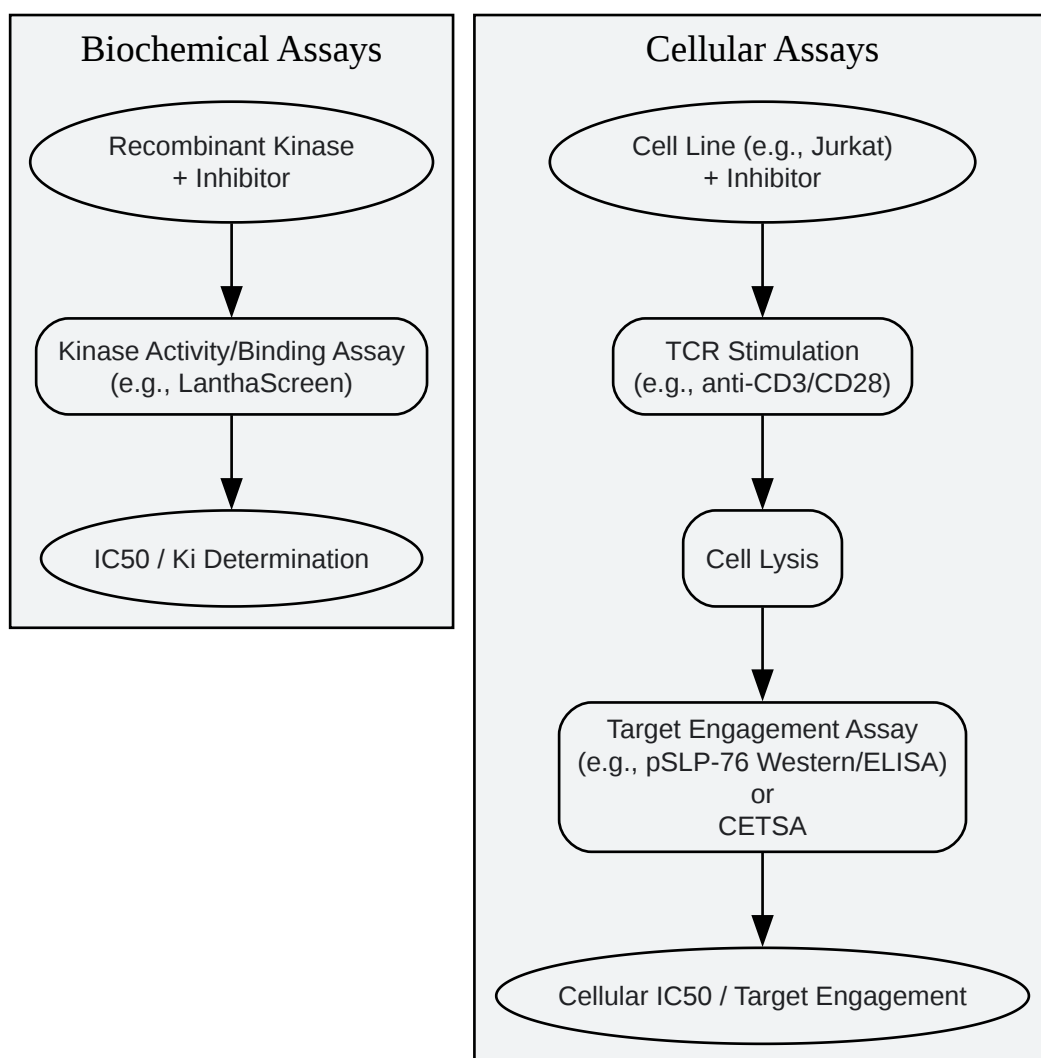 Biochemical Assays
Recombinant Kinase
+ Inhibitor
Kinase Activity/Binding Assay
(e.g., LanthaScreen)
IC50 / Ki Determination
Cellular Assays
Cell Line (e.g., Jurkat)
+ Inhibitor
TCR Stimulation
(e.g., anti-CD3/CD28)
Cell Lysis
Target Engagement Assay
(e.g., pSLP-76 Western/ELISA)
or
CETSA
Cellular IC50 / Target Engagement